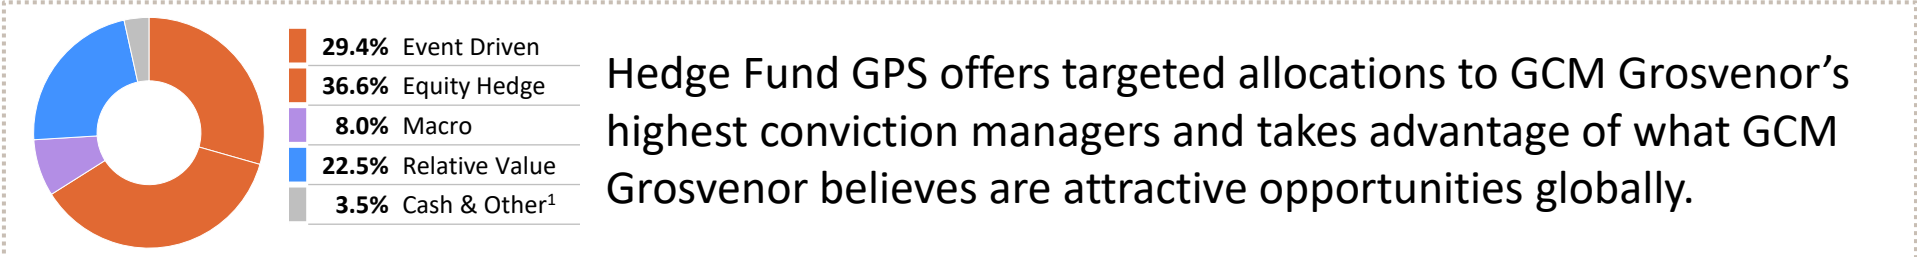 29.4% Event Driven
36.6% Equity Hedge
8.0% Macro
22.5% Relative Value
3.5% Cash & Other¹
Hedge Fund GPS offers targeted allocations to GCM Grosvenor’s
highest conviction managers and takes advantage of what GCM
Grosvenor believes are attractive opportunities globally.